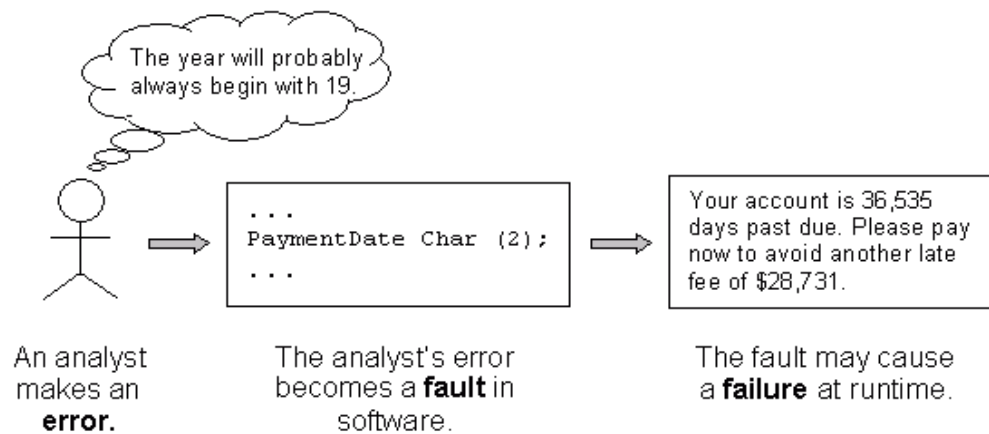 The year will probably
always begin with 19.
. . .
PaymentDate Char (2);
. . .
Your account is 36,535
days past due. Please pay
now to avoid another late
fee of $28,731.
An analyst
makes an
error.
The analyst's error
becomes a fault in
software.
The fault may cause
a failure at runtime.